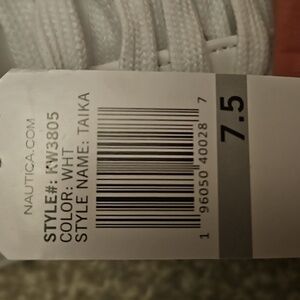 NAUTICA.COM
STYLE#: KW3805
COLOR: WHT
STYLE NAME: TAIKA
1 96050 40028 7
7.5